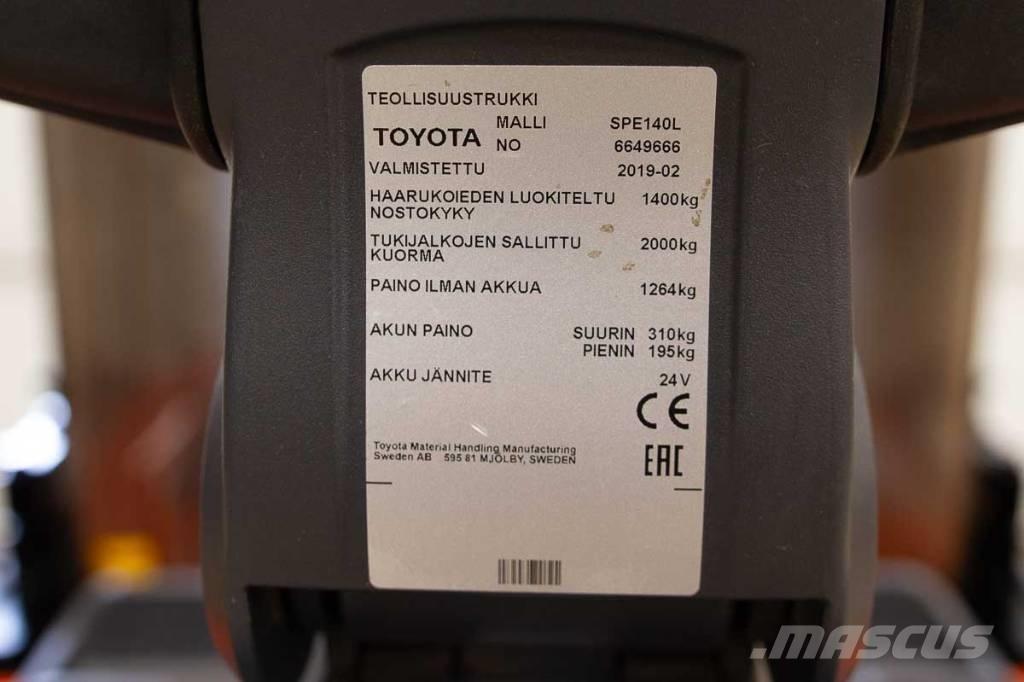 TEOLLISUUSTRUKKI
TOYOTA MALLI SPE140L
NO 6649666
VALMISTETTU 2019-02
HAARUKOIEDEN LUOKITELTU 1400kg
NOSTOKYKY
TUKIJALKOJEN SALLITTU 2000kg
KUORMA
PAINO ILMAN AKKUA 1264kg
AKUN PAINO SUURIN 310kg
PIENIN 195kg
AKKU JÄNNITE 24V
CE
Toyota Material Handling Manufacturing
Sweden AB 595 81 MJÖLBY, SWEDEN
EAC
MASCUS